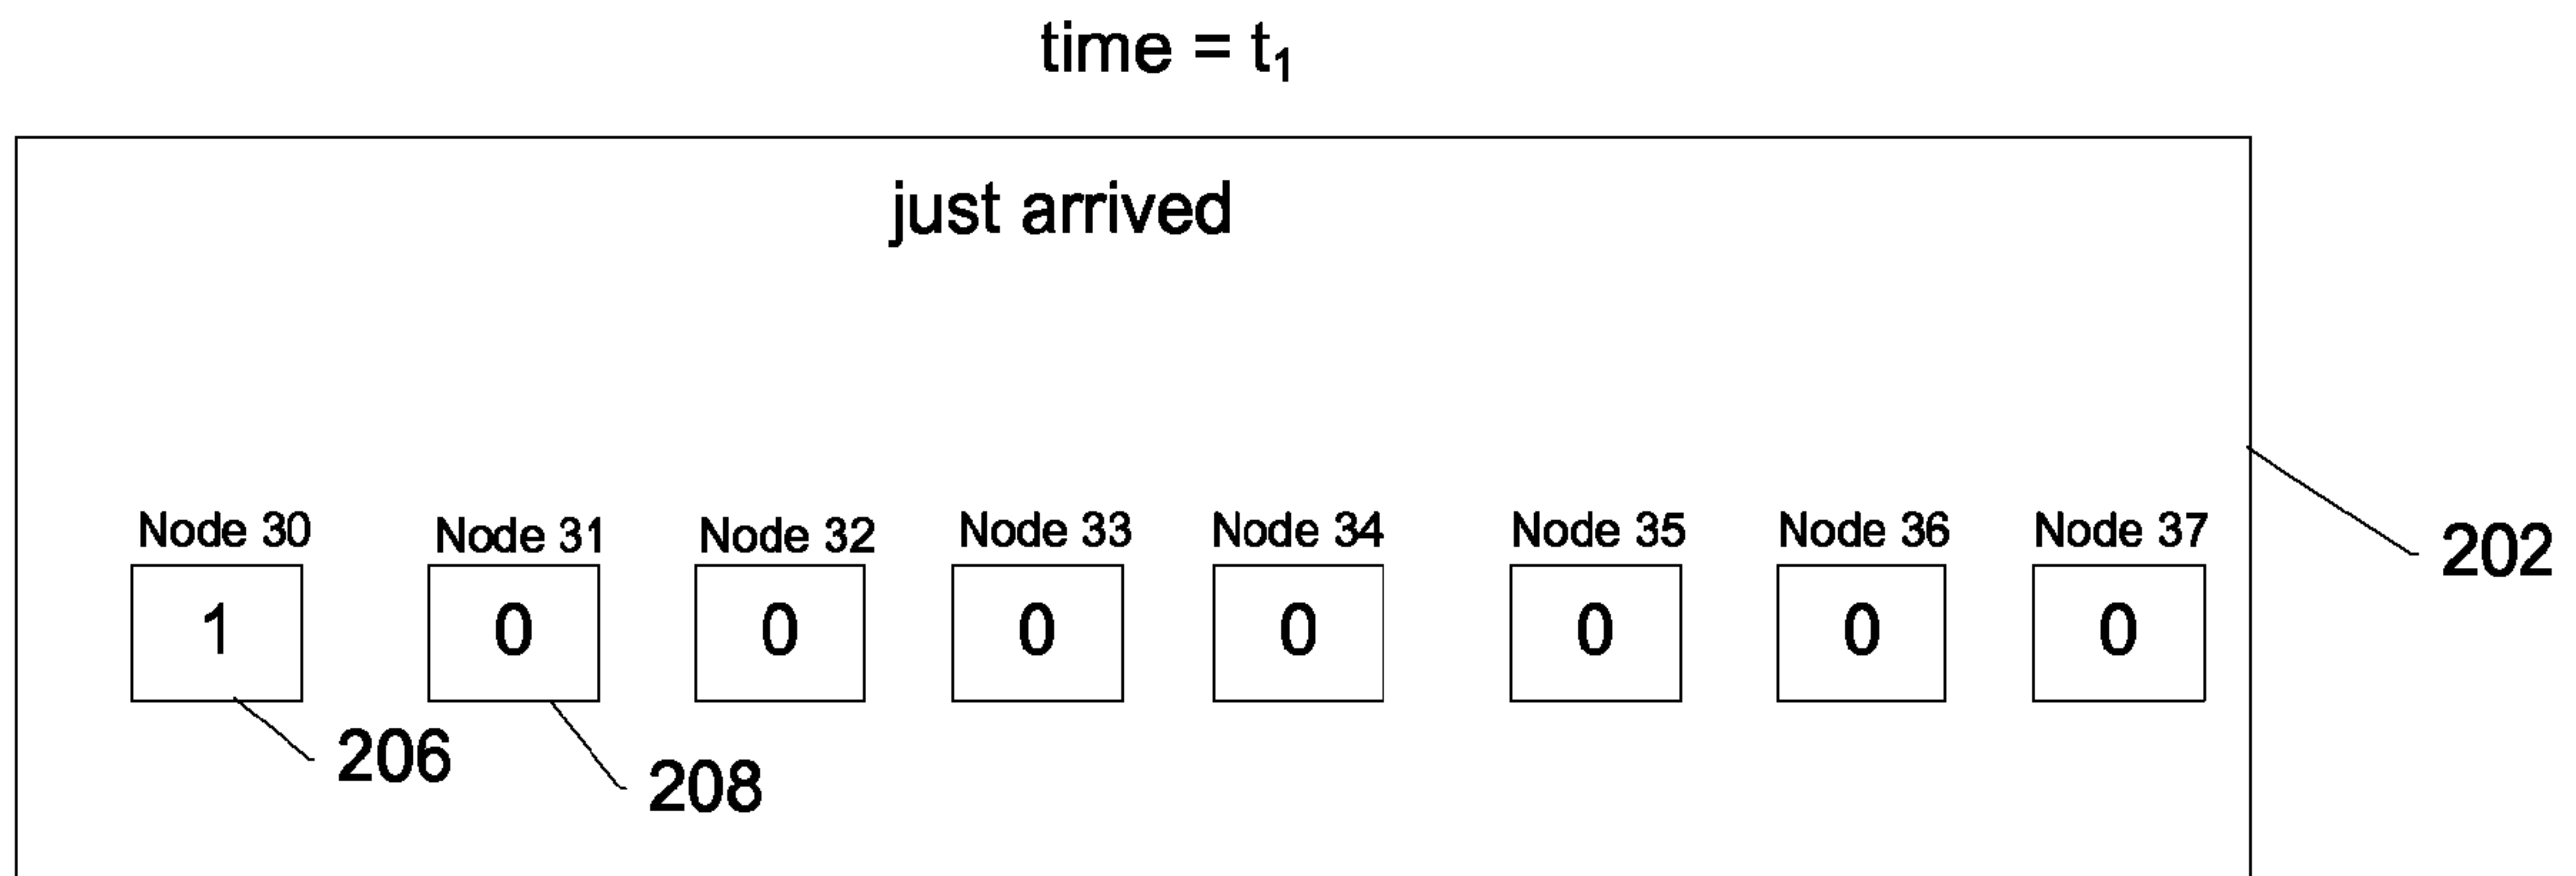 time = t₁
just arrived
Node 30 Node 31 Node 32 Node 33 Node 34 Node 35 Node 36 Node 37
202
1 0 0 0 0 0 0 0
206
208